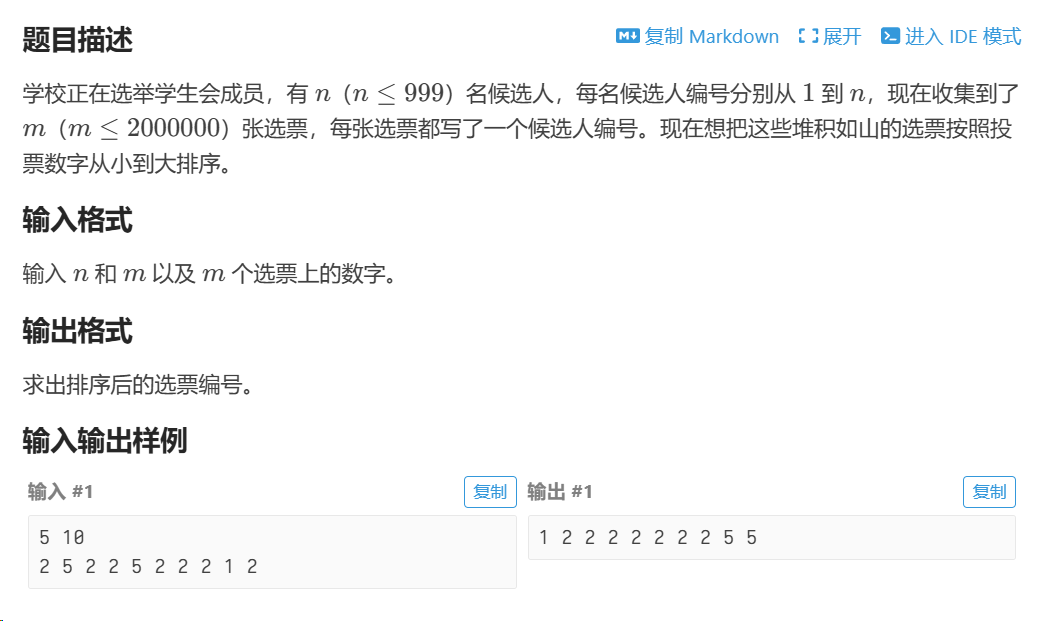 题目描述
复制 Markdown 展开 进入 IDE 模式
学校正在选举学生会成员，有 n（n ≤ 999）名候选人，每名候选人编号分别从 1 到 n，现在收集到了
m（m ≤ 2000000）张选票，每张选票都写了一个候选人编号。现在想把这些堆积如山的选票按照投
票数字从小到大排序。
输入格式
输入 n 和 m 以及 m 个选票上的数字。
输出格式
求出排序后的选票编号。
输入输出样例
输入 #1 复制
5 10
2 5 2 2 5 2 2 2 1 2
输出 #1 复制
1 2 2 2 2 2 2 2 5 5